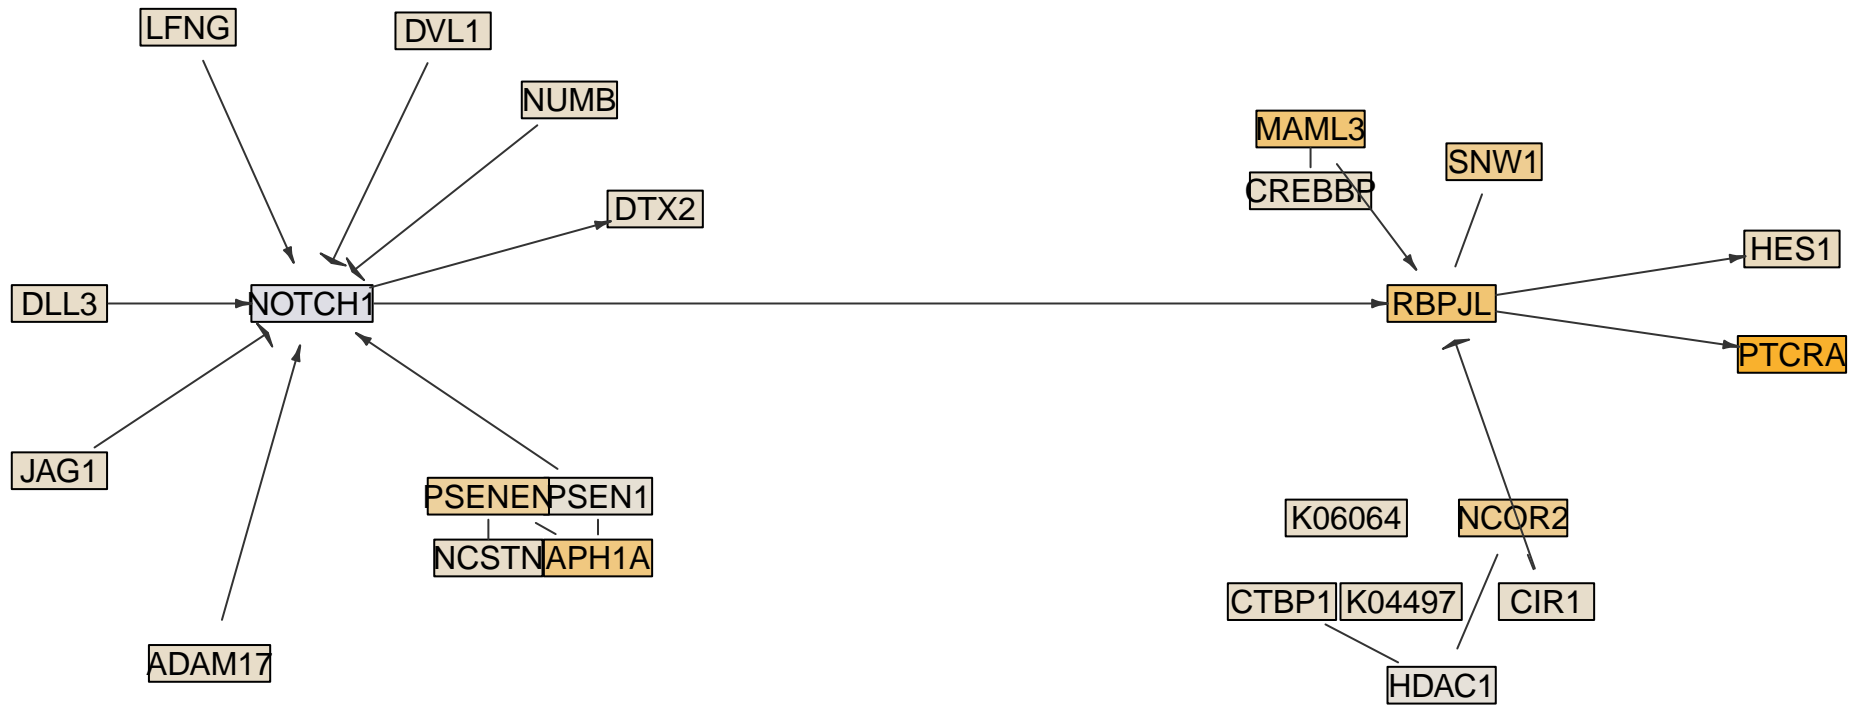 LFNG
DVL1
NUMB
MAML3
SNW1
CREBBP
DTX2
HES1
DLL3
NOTCH1
RBPJL
PTCRA
JAG1
PSENEN
PSEN1
K06064
NCOR2
NCSTN
APH1A
CTBP1
K04497
CIR1
ADAM17
HDAC1